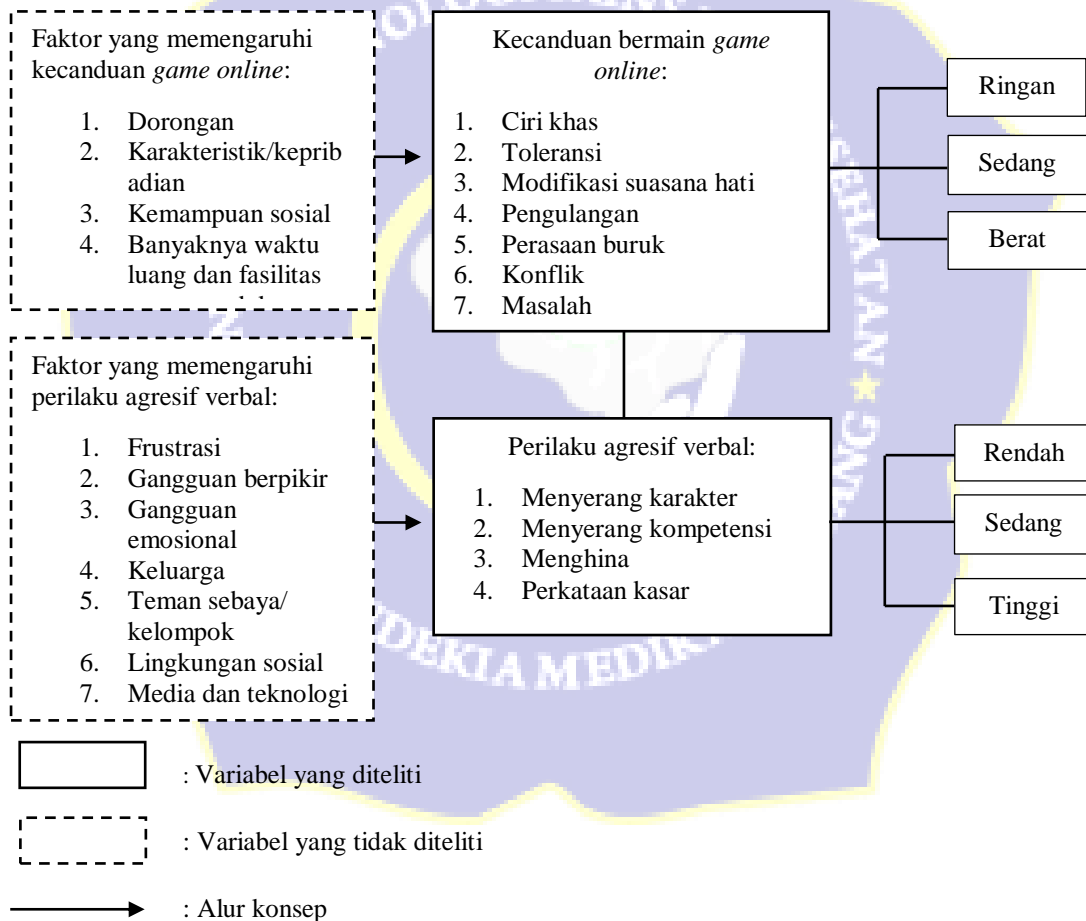 Faktor yang memengaruhi
kecanduan game online:
1. Dorongan
2. Karakteristik/keprib
adian
3. Kemampuan sosial
4. Banyaknya waktu
luang dan fasilitas
Kecanduan bermain game
online:
1. Ciri khas
2. Toleransi
3. Modifikasi suasana hati
4. Pengulangan
5. Perasaan buruk
6. Konflik
7. Masalah
Ringan
Sedang
Berat
Faktor yang memengaruhi
perilaku agresif verbal:
1. Frustrasi
2. Gangguan berpikir
3. Gangguan
emosional
4. Keluarga
5. Teman sebaya/
kelompok
6. Lingkungan sosial
7. Media dan teknologi
Perilaku agresif verbal:
1. Menyerang karakter
2. Menyerang kompetensi
3. Menghina
4. Perkataan kasar
Rendah
Sedang
Tinggi
: Variabel yang diteliti
: Variabel yang tidak diteliti
: Alur konsep